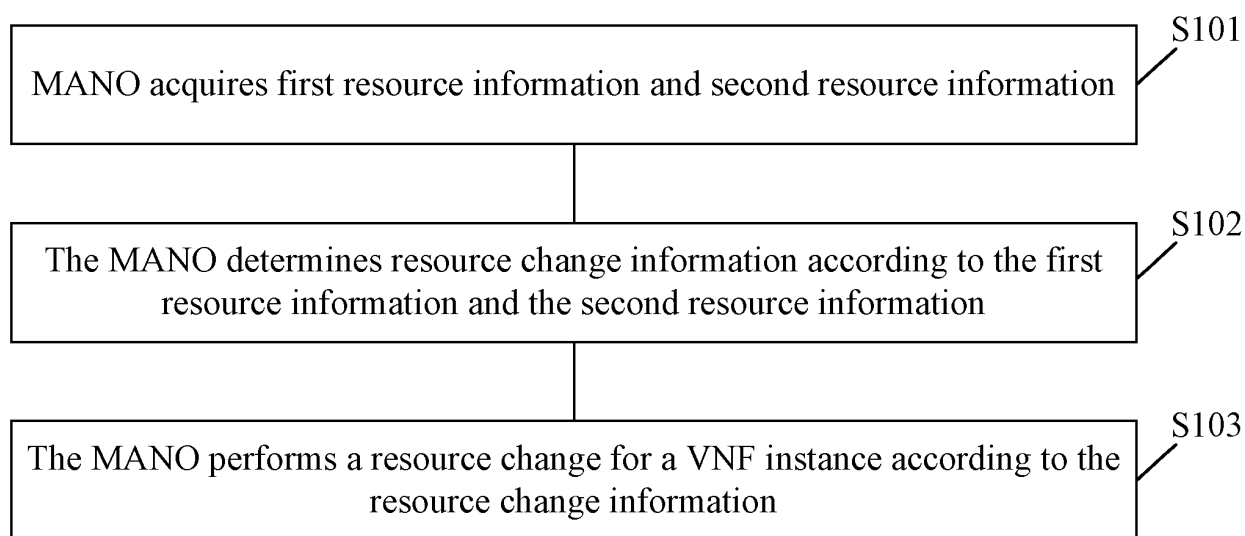 S101
MANO acquires first resource information and second resource information
S102
The MANO determines resource change information according to the first
resource information and the second resource information
S103
The MANO performs a resource change for a VNF instance according to the
resource change information